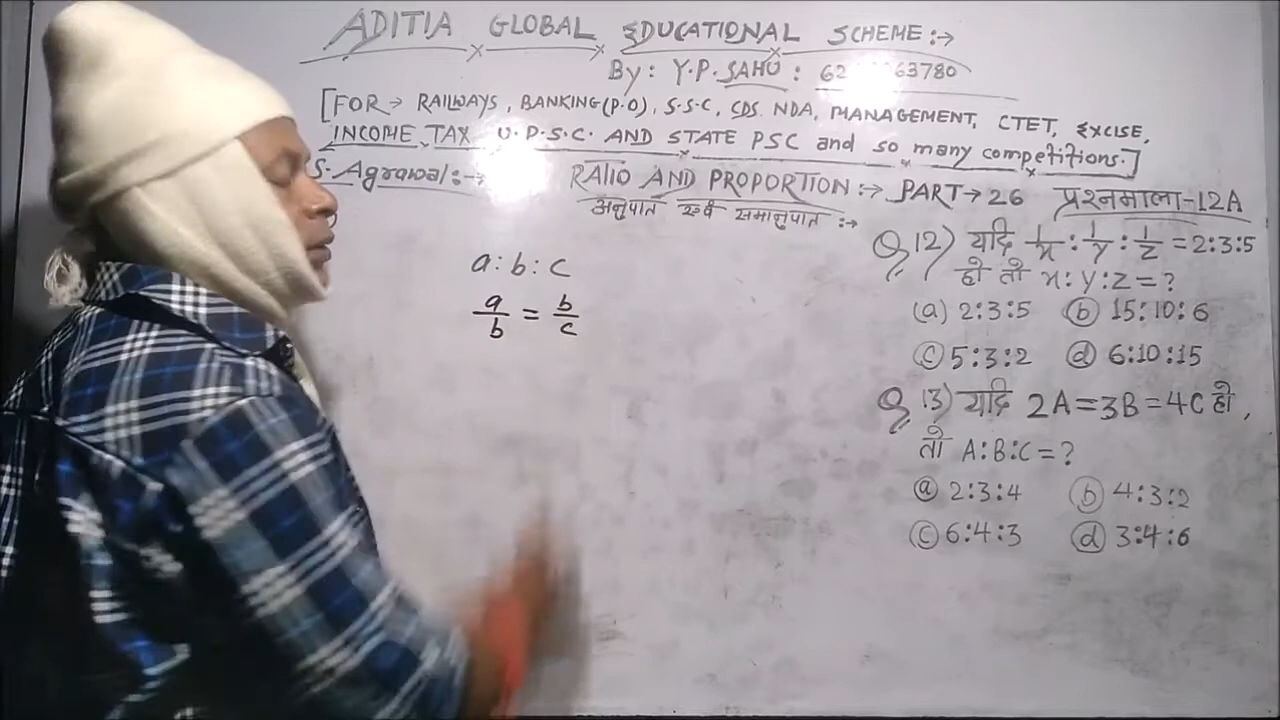 ADITIA GLOBAL EDUCATIONAL SCHEME:→
By: Y.P. SAHU: 62 63780
[FOR → RAILWAYS, BANKING(P.O), S.S.C, CDS. NDA, MANAGEMENT, CTET, EXCISE,
INCOME TAX U.P.S.C. AND STATE PSC and so many competitions.]
S. Agrawal:-→ RATIO AND PROPORTION:→ PART→26 प्रश्नमाला-12A
अनुपात एवं समानुपात :→
a:b:c
a/b = b/c
Q 12) यदि 1/x : 1/y : 1/z = 2:3:5
हो तो x:y:z=?
(a) 2:3:5 (b) 15:10:6
(c) 5:3:2 (d) 6:10:15
Q 13) यदि 2A=3B=4C हो,
तो A:B:C=?
(a) 2:3:4 (b) 4:3:2
(c) 6:4:3 (d) 3:4:6